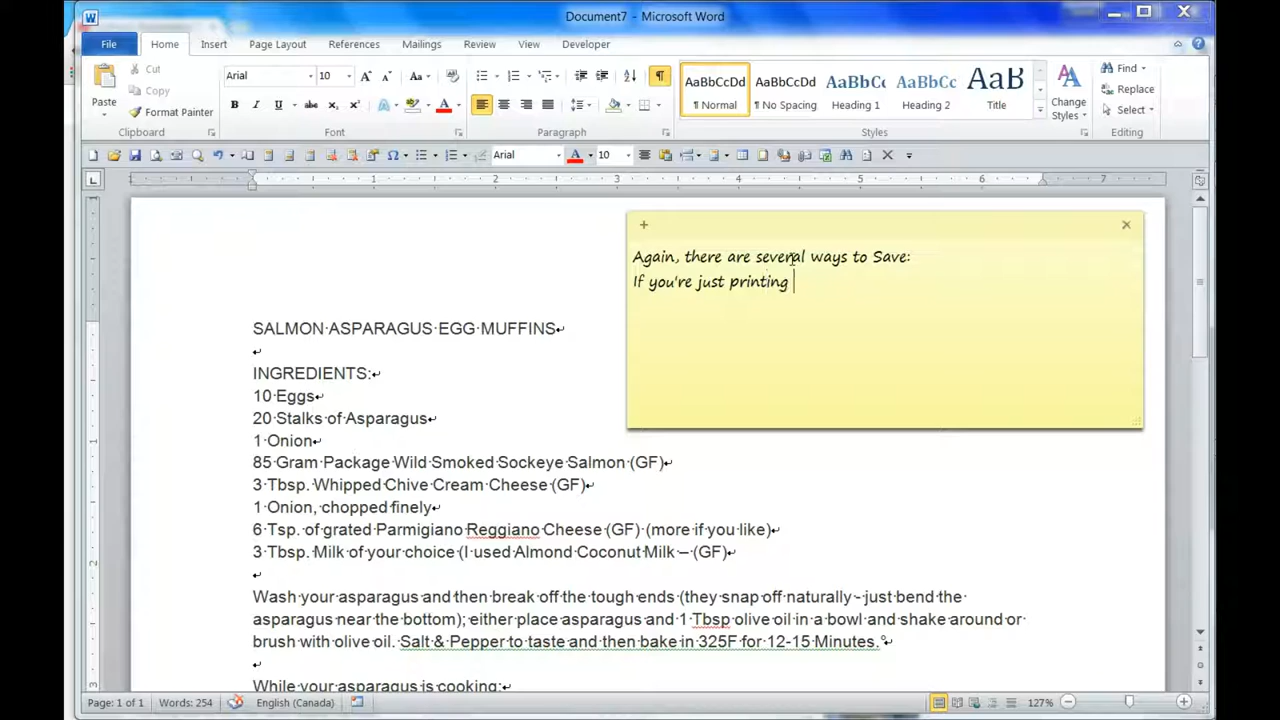 Document7 - Microsoft Word
File Home Insert Page Layout References Mailings Review View Developer
Paste
Cut
Copy
Format Painter
Clipboard
Arial 10
Font
Paragraph
AaBbCcDd AaBbCcDd AaBbCc AaBbCc AaB
¶ Normal ¶ No Spacing Heading 1 Heading 2 Title
Styles
Change Styles
Find
Replace
Select
Editing
Arial 10
1 1 2 3 4 5 6 7
Again, there are several ways to Save:
If you're just printing
SALMON ASPARAGUS EGG MUFFINS
INGREDIENTS:
10 Eggs
20 Stalks of Asparagus
1 Onion
85 Gram Package Wild Smoked Sockeye Salmon (GF)
3 Tbsp. Whipped Chive Cream Cheese (GF)
1 Onion, chopped finely
6 Tsp. of grated Parmigiano Reggiano Cheese (GF) (more if you like)
3 Tbsp. Milk of your choice (I used Almond Coconut Milk – (GF)
Wash your asparagus and then break off the tough ends (they snap off naturally - just bend the
asparagus near the bottom); either place asparagus and 1 Tbsp olive oil in a bowl and shake around or
brush with olive oil. Salt & Pepper to taste and then bake in 325F for 12-15 Minutes.
While your asparagus is cooking:
Page: 1 of 1 Words: 254 English (Canada) 127%